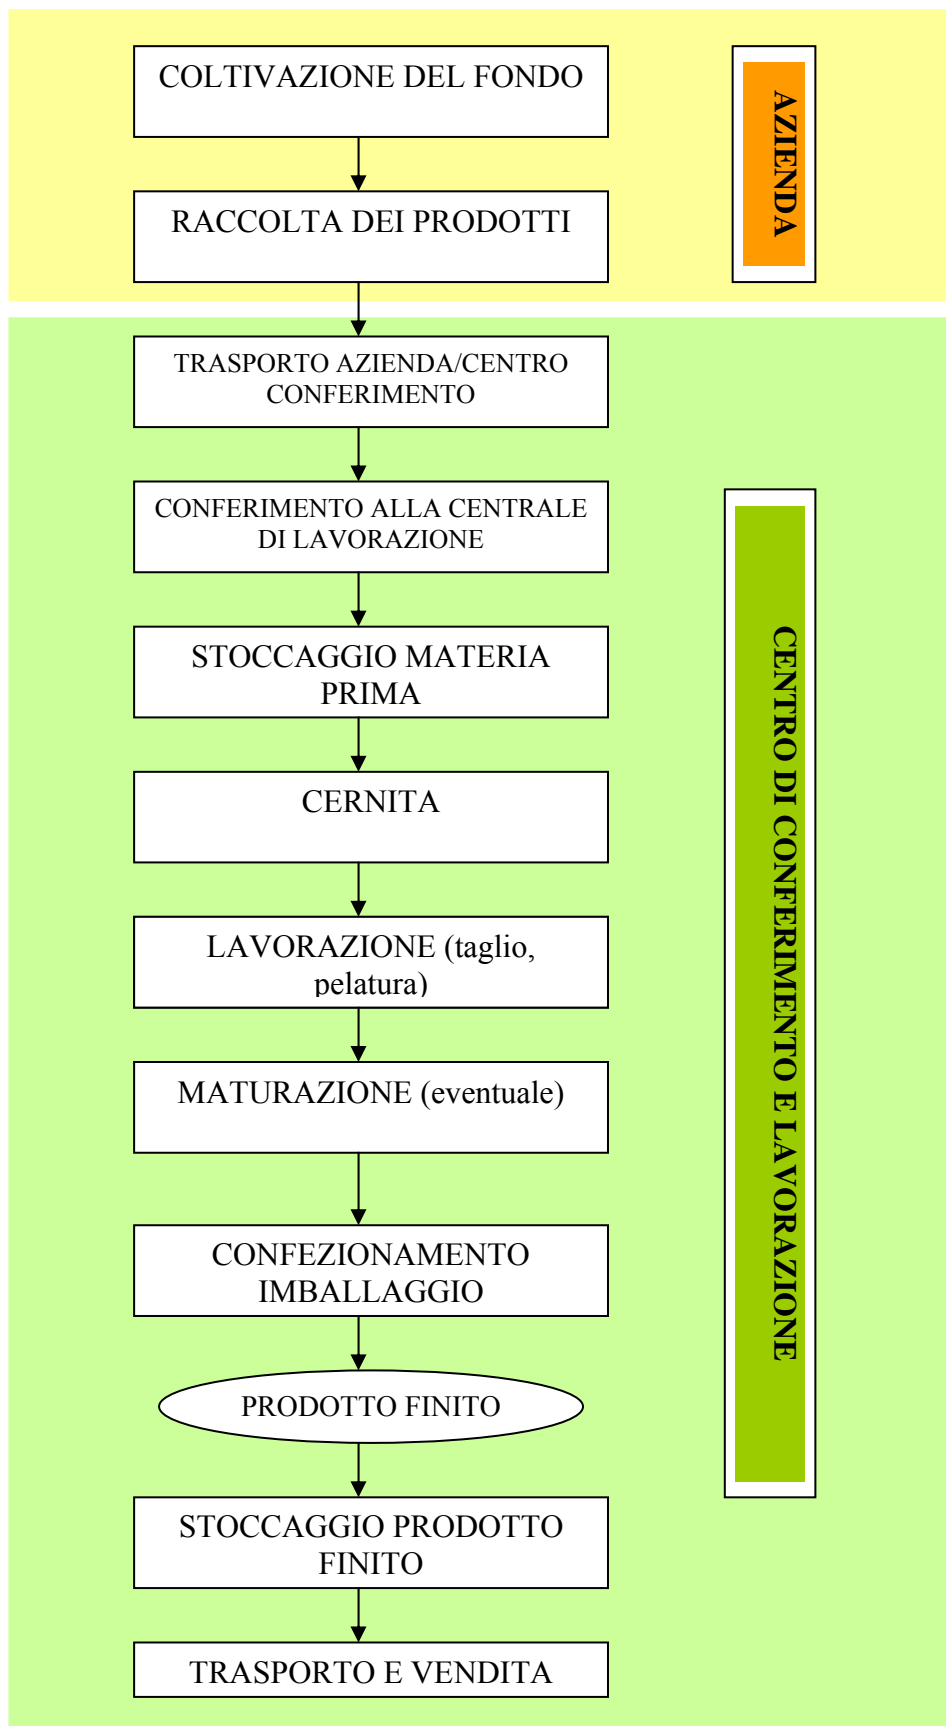 COLTIVAZIONE DEL FONDO
AZIENDA
RACCOLTA DEI PRODOTTI
TRASPORTO AZIENDA/CENTRO
CONFERIMENTO
CONFERIMENTO ALLA CENTRALE
DI LAVORAZIONE
CENTRO DI CONFERIMENTO E LAVORAZIONE
STOCCAGGIO MATERIA
PRIMA
CERNITA
LAVORAZIONE (taglio,
pelatura)
MATURAZIONE (eventuale)
CONFEZIONAMENTO
IMBALLAGGIO
PRODOTTO FINITO
STOCCAGGIO PRODOTTO
FINITO
TRASPORTO E VENDITA